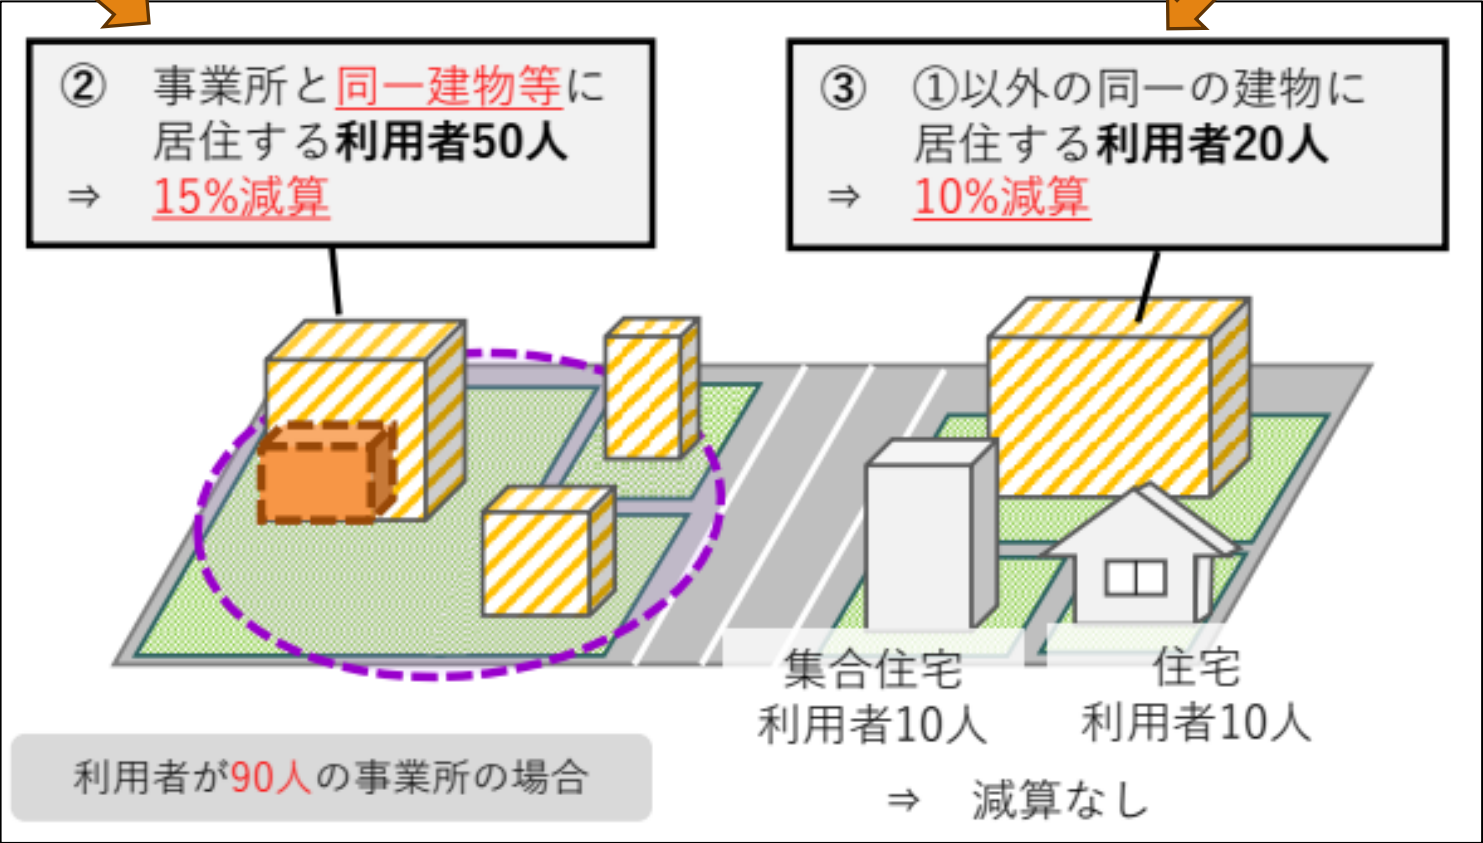 ② 事業所と同一建物等に
居住する利用者50人
⇒ 15%減算
③ ①以外の同一の建物に
居住する利用者20人
⇒ 10%減算
集合住宅
利用者10人
住宅
利用者10人
⇒ 減算なし
利用者が90人の事業所の場合